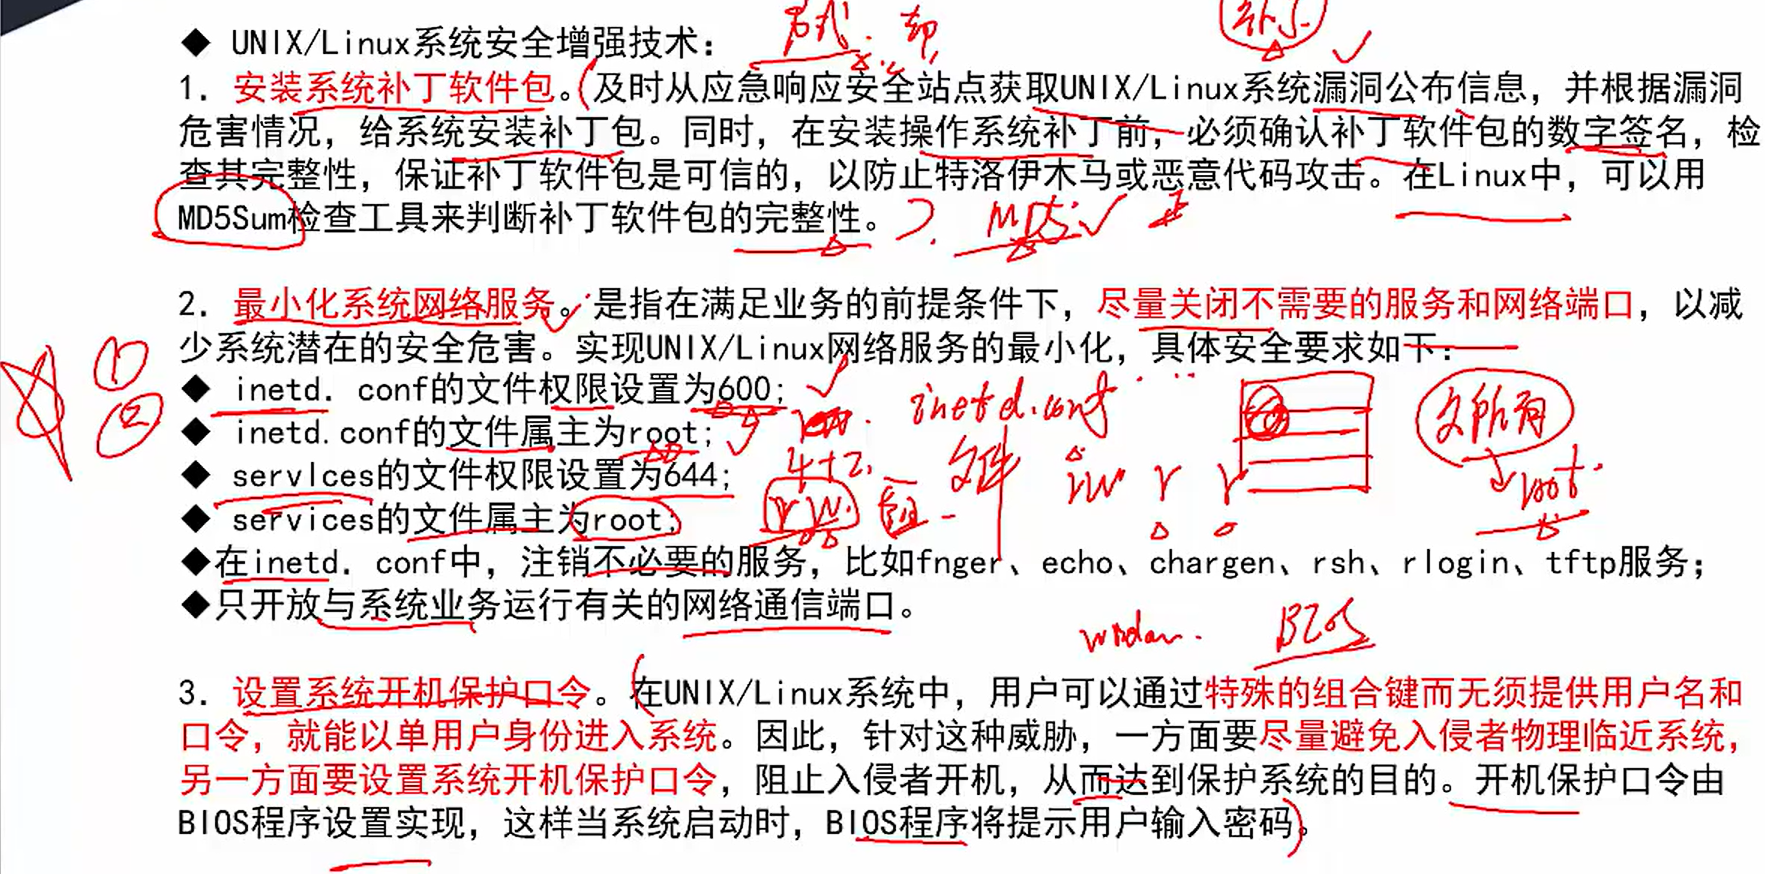 补丁
◆ UNIX/Linux系统安全增强技术：
1. 安装系统补丁软件包。及时从应急响应安全站点获取UNIX/Linux系统漏洞公布信息，并根据漏洞
危害情况，给系统安装补丁包。同时，在安装操作系统补丁前，必须确认补丁软件包的数字签名，检
查其完整性，保证补丁软件包是可信的，以防止特洛伊木马或恶意代码攻击。在Linux中，可以用
MD5Sum检查工具来判断补丁软件包的完整性。 MD5
2. 最小化系统网络服务。是指在满足业务的前提条件下，尽量关闭不需要的服务和网络端口，以减
少系统潜在的安全危害。实现UNIX/Linux网络服务的最小化，具体安全要求如下：
① ◆ inetd. conf的文件权限设置为600;
② ◆ inetd.conf的文件属主为root; inetd.conf 文所有
◆ servIces的文件权限设置为644; 4+2. 文件 rw r r root.
◆ services的文件属主为root; rw. 组
◆在inetd. conf中，注销不必要的服务，比如fnger、echo、chargen、rsh、rlogin、tftp服务；
◆只开放与系统业务运行有关的网络通信端口。
BIOS
3. 设置系统开机保护口令。在UNIX/Linux系统中，用户可以通过特殊的组合键而无须提供用户名和
口令，就能以单用户身份进入系统。因此，针对这种威胁，一方面要尽量避免入侵者物理临近系统，
另一方面要设置系统开机保护口令，阻止入侵者开机，从而达到保护系统的目的。开机保护口令由
BIOS程序设置实现，这样当系统启动时，BIOS程序将提示用户输入密码。